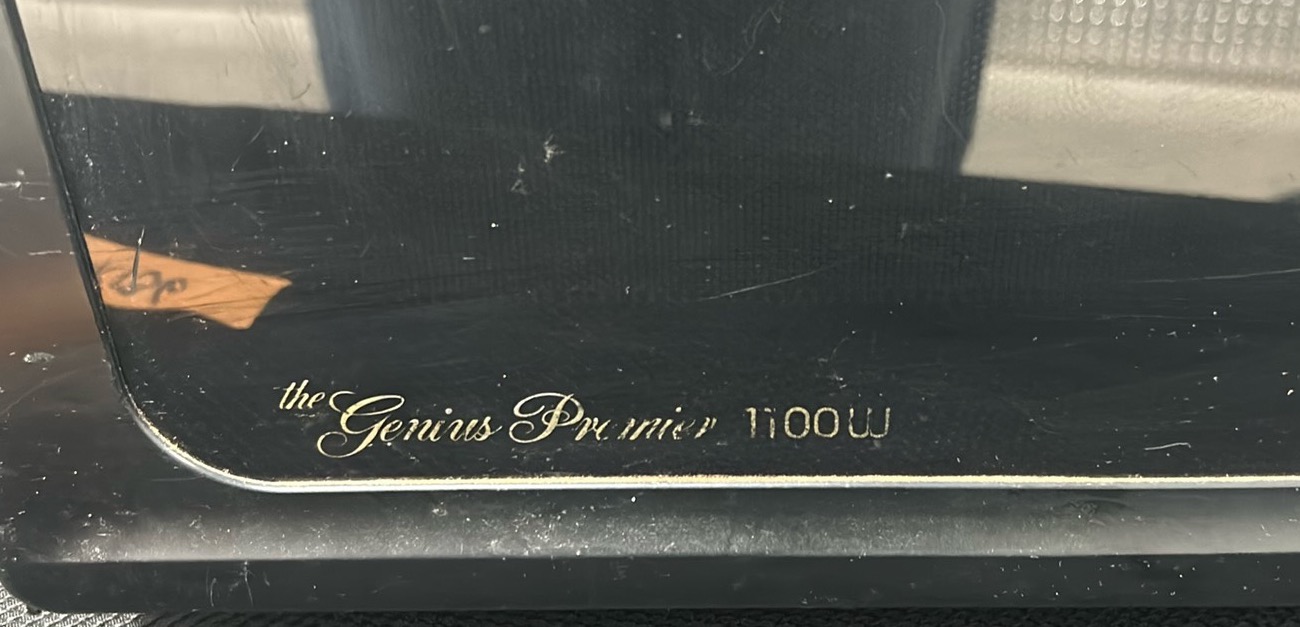 the Genius Premier 1100W